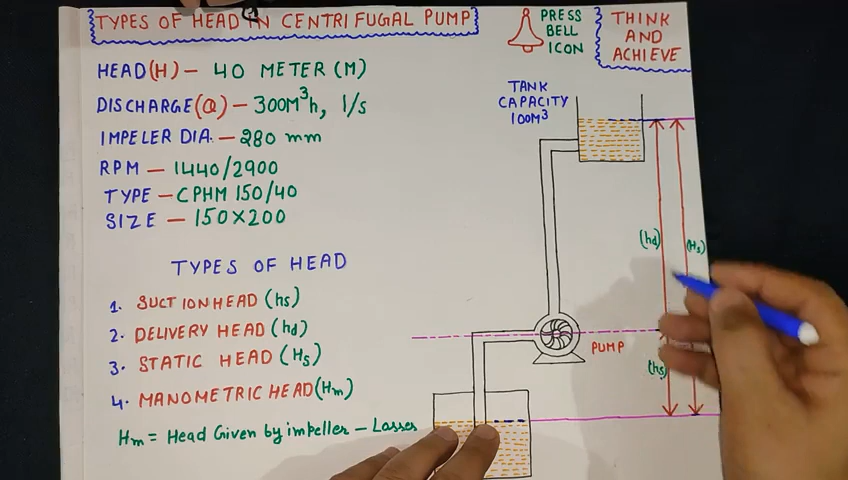 TYPES OF HEAD IN CENTRIFUGAL PUMP
PRESS
BELL
ICON
THINK
AND
ACHIEVE
HEAD(H) – 40 METER (M)
DISCHARGE(Q) – 300M³h, l/s
IMPELER DIA. – 280 mm
RPM – 1440/2900
TYPE – CPHM 150/40
SIZE – 150X200
TANK
CAPACITY
100M³
TYPES OF HEAD
1. SUCTION HEAD (hs)
2. DELIVERY HEAD (hd)
3. STATIC HEAD (Hs)
4. MANOMETRIC HEAD(Hm)
Hm = Head Given by impeller – Losses
(hd)
(Hs)
PUMP
(hs)